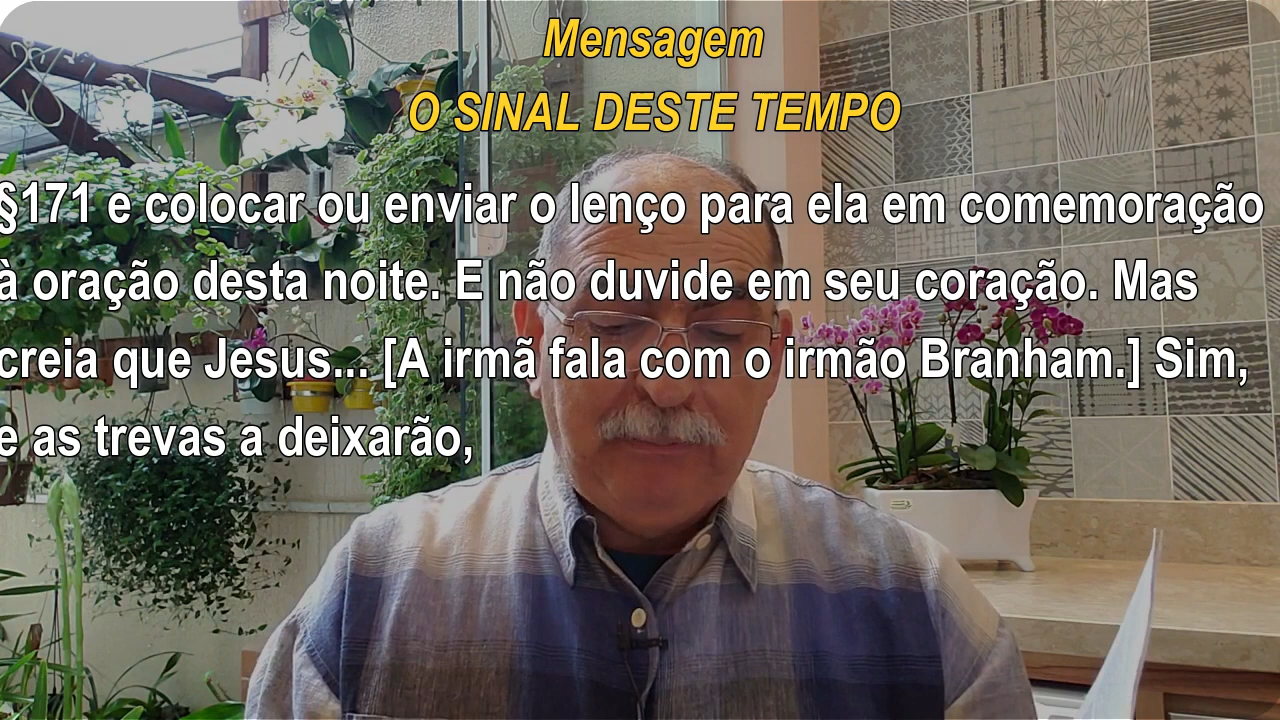 Mensagem
O SINAL DESTE TEMPO
§171 e colocar ou enviar o lenço para ela em comemoração
à oração desta noite. E não duvide em seu coração. Mas
creia que Jesus... [A irmã fala com o irmão Branham.] Sim,
e as trevas a deixarão,